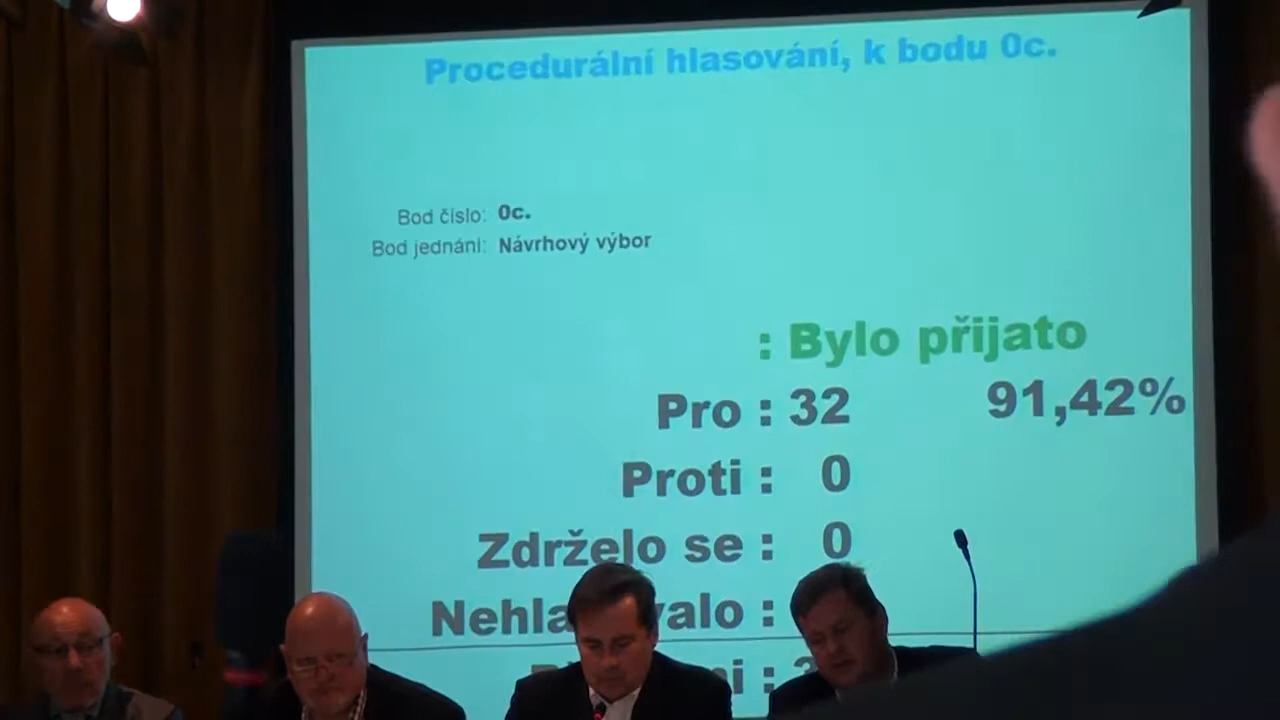 Procedurální hlasování, k bodu 0c.
Bod číslo: 0c.
Bod jednání: Návrhový výbor
: Bylo přijato
Pro : 32 91,42%
Proti : 0
Zdrželo se : 0
:
: